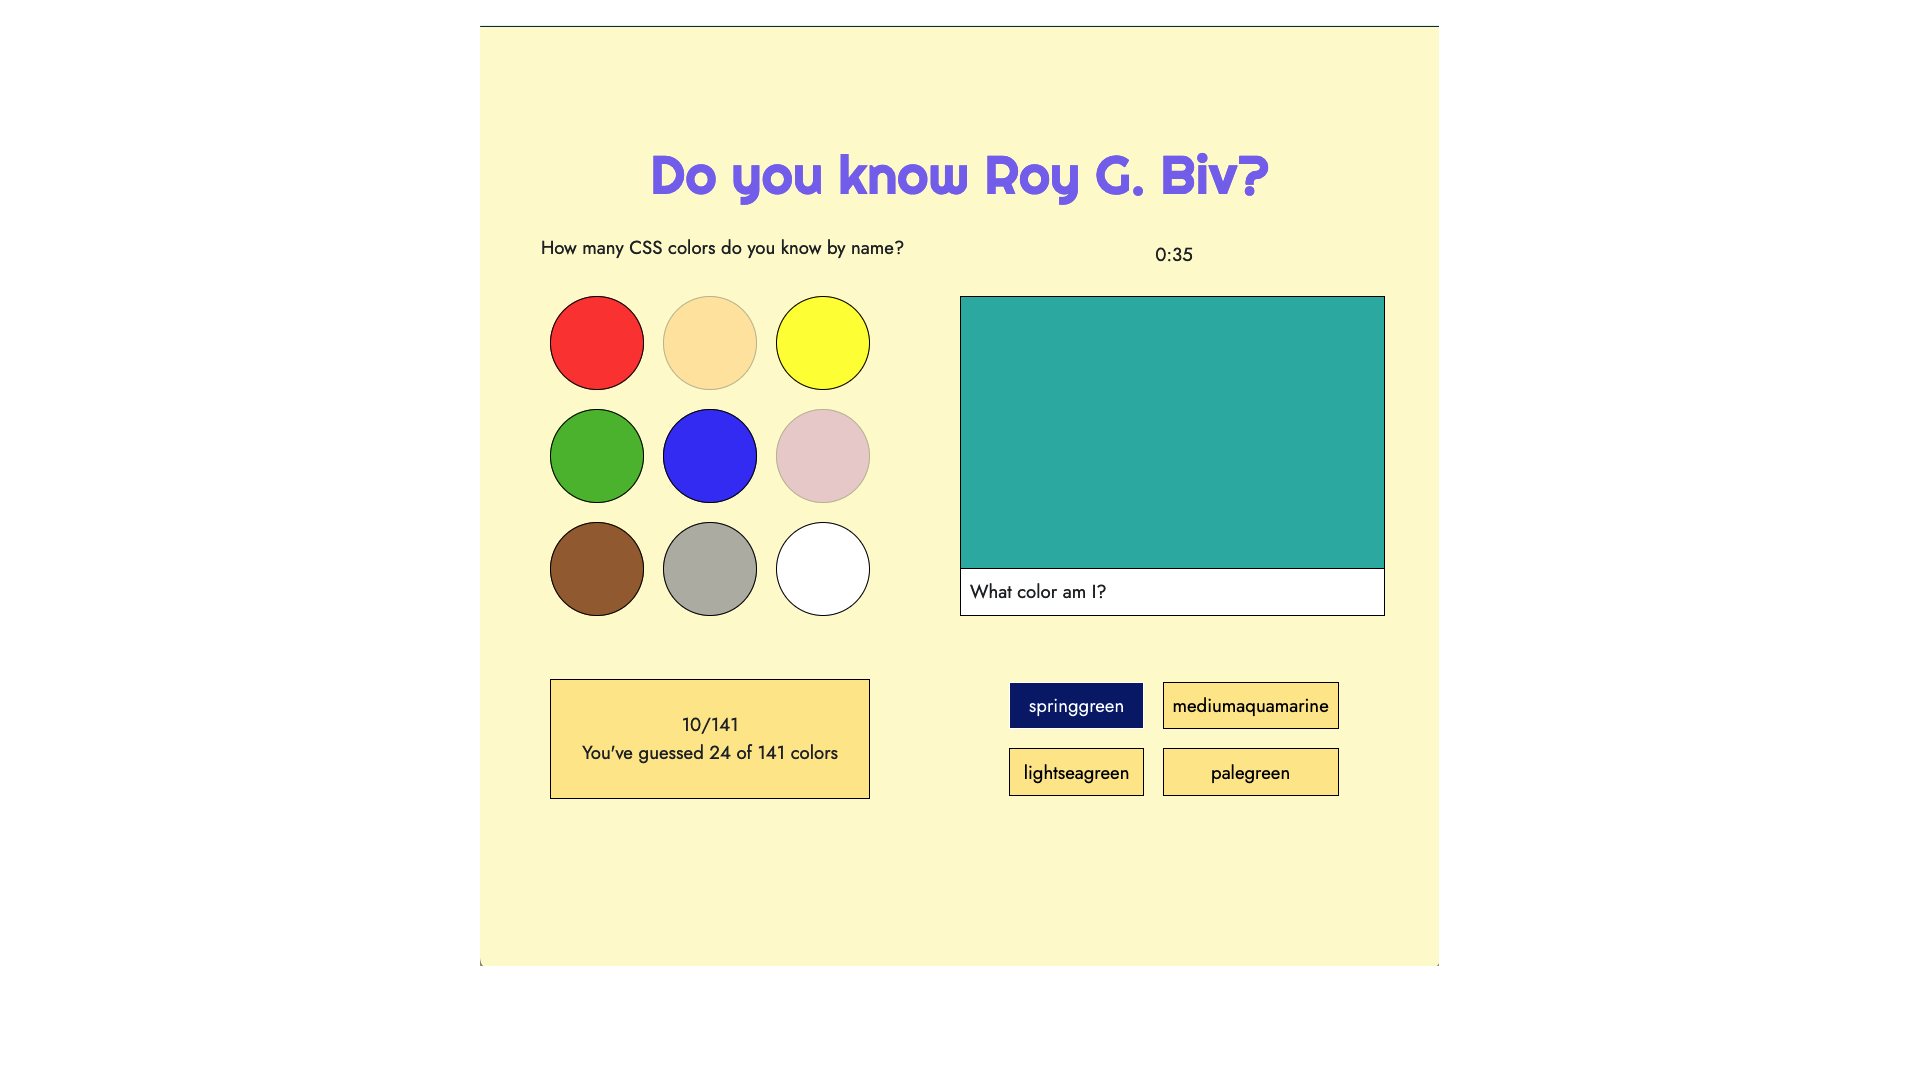 Do you know Roy G. Biv?
How many CSS colors do you know by name?
0:35
What color am I?
10/141
You've guessed 24 of 141 colors
springgreen
mediumaquamarine
lightseagreen
palegreen